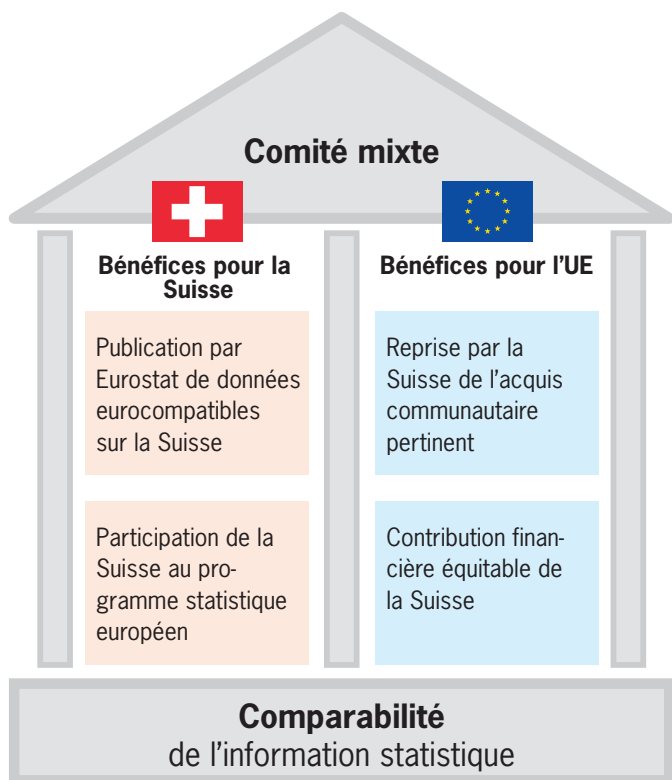 Comité mixte
Bénéfices pour la
Suisse
Publication par
Eurostat de données
eurocompatibles
sur la Suisse
Participation de la
Suisse au pro-
gramme statistique
européen
Bénéfices pour l'UE
Reprise par la
Suisse de l'acquis
communautaire
pertinent
Contribution finan-
cière équitable de
la Suisse
Comparabilité
de l'information statistique